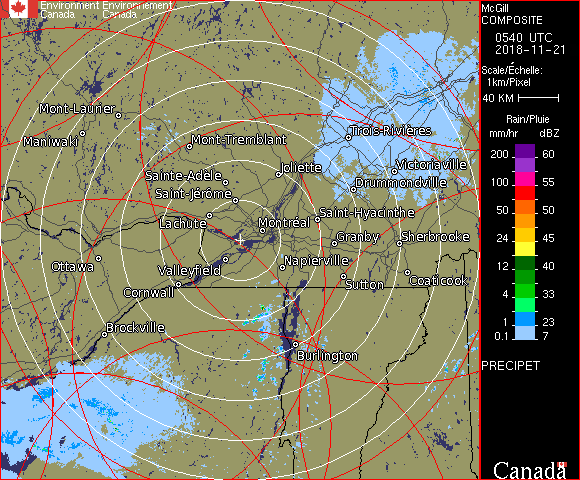 Environment Environnement
Canada Canada
Mont-Laurier
Maniwaki
Mont-Tremblant
Trois-Rivières
Joliette
Victoriaville
Sainte-Adèle
Drummondville
Saint-Jérôme
Lachute
Montréal
Saint-Hyacinthe
Granby
Sherbrooke
Ottawa
Valleyfield
Napierville
Cornwall
Sutton
Coaticook
Brockville
Burlington
McGill
COMPOSITE
0540 UTC
2018-11-21
Scale/Échelle:
1km/Pixel
40 KM
Rain/Pluie
mm/hr dBZ
200 60
100 55
50 50
24 45
12 40
4 33
1 23
0.1 7
PRECIPET
Canada